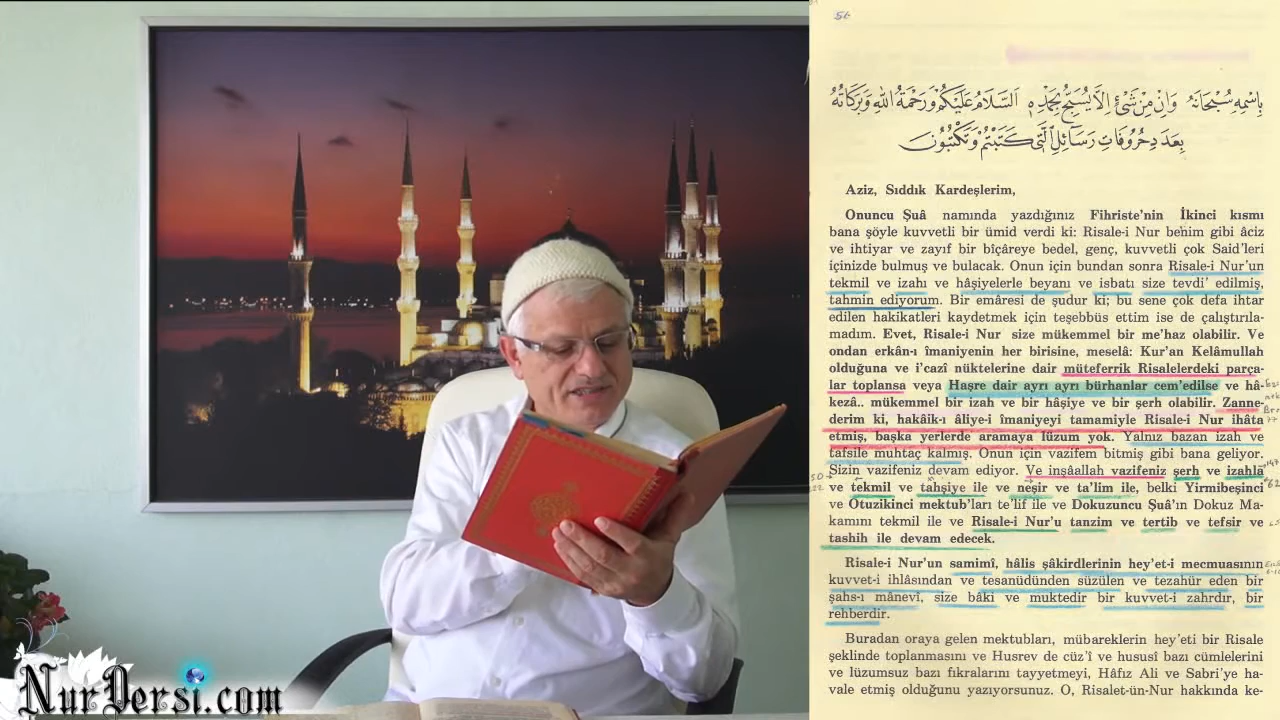 باِسْمِهِ سُبْحَانَهُ وَاِنْ مِنْ شَيْءٍ اِلاَّ يُسَبِّحُ بِحَمْدِهِ اَلسَّلاَمُ عَلَيْكُمْ وَرَحْمَةُ اللهِ وَبَرَكَاتُهُ
بِعَدَدِ حُرُوفَاتِ رَسَائِلِ الَّتِى كَتَبْتُمْ وَتَكْتُبُونَ
Aziz, Sıddık Kardeşlerim,
Onuncu Şuâ namında yazdığınız Fihriste'nin İkinci kısmı
bana şöyle kuvvetli bir ümid verdi ki: Risale-i Nur benim gibi âciz
ve ihtiyar ve zayıf bir bîçâreye bedel, genç, kuvvetli çok Said'leri
içinizde bulmuş ve bulacak. Onun için bundan sonra Risale-i Nur'un
tekmil ve izahı ve hâşiyelerle beyanı ve isbatı size tevdi' edilmiş,
tahmin ediyorum. Bir emâresi de şudur ki; bu sene çok defa ihtar
edilen hakikatleri kaydetmek için teşebbüs ettim ise de çalıştırıla-
madım. Evet, Risale-i Nur size mükemmel bir me'haz olabilir. Ve
ondan erkân-ı îmaniyenin her birisine, meselâ: Kur'an Kelâmullah
olduğuna ve i'cazî nüktelerine dair müteferrik Risalelerdeki parça-
lar toplansa veya Haşre dair ayrı ayrı bürhanlar cem'edilse ve hâ-
kezâ.. mükemmel bir izah ve bir hâşiye ve bir şerh olabilir. Zanne-
derim ki, hakâik-ı âliye-i îmaniyeyi tamamiyle Risale-i Nur ihâta
etmiş, başka yerlerde aramaya lüzum yok. Yalnız bazan izah ve
tafsile muhtaç kalmış. Onun için vazifem bitmiş gibi bana geliyor.
Sizin vazifeniz devam ediyor. Ve inşâallah vazifeniz şerh ve izahla
ve tekmil ve tahşiye ile ve neşir ve ta'lim ile, belki Yirmibeşinci
ve Otuzikinci mektub'ları te'lif ile ve Dokuzuncu Şuâ'ın Dokuz Ma-
kamını tekmil ile ve Risale-i Nur'u tanzim ve tertib ve tefsir ve
tashih ile devam edecek.
Risale-i Nur'un samimî, hâlis şâkirdlerinin hey'et-i mecmuasının
kuvvet-i ihlâsından ve tesanüdünden süzülen ve tezahür eden bir
şahs-ı mânevî, size bâki ve muktedir bir kuvvet-i zahrdır, bir
rehberdir.
Buradan oraya gelen mektubları, mübareklerin hey'eti bir Risale
şeklinde toplanmasını ve Husrev de cüz'î ve hususî bazı cümlelerini
ve lüzumsuz bazı fıkralarını tayyetmeyi, Hâfız Ali ve Sabri'ye ha-
vale etmiş olduğunu yazıyorsunuz. O, Risalet-ün-Nur hakkında ke-
NurDersi.com